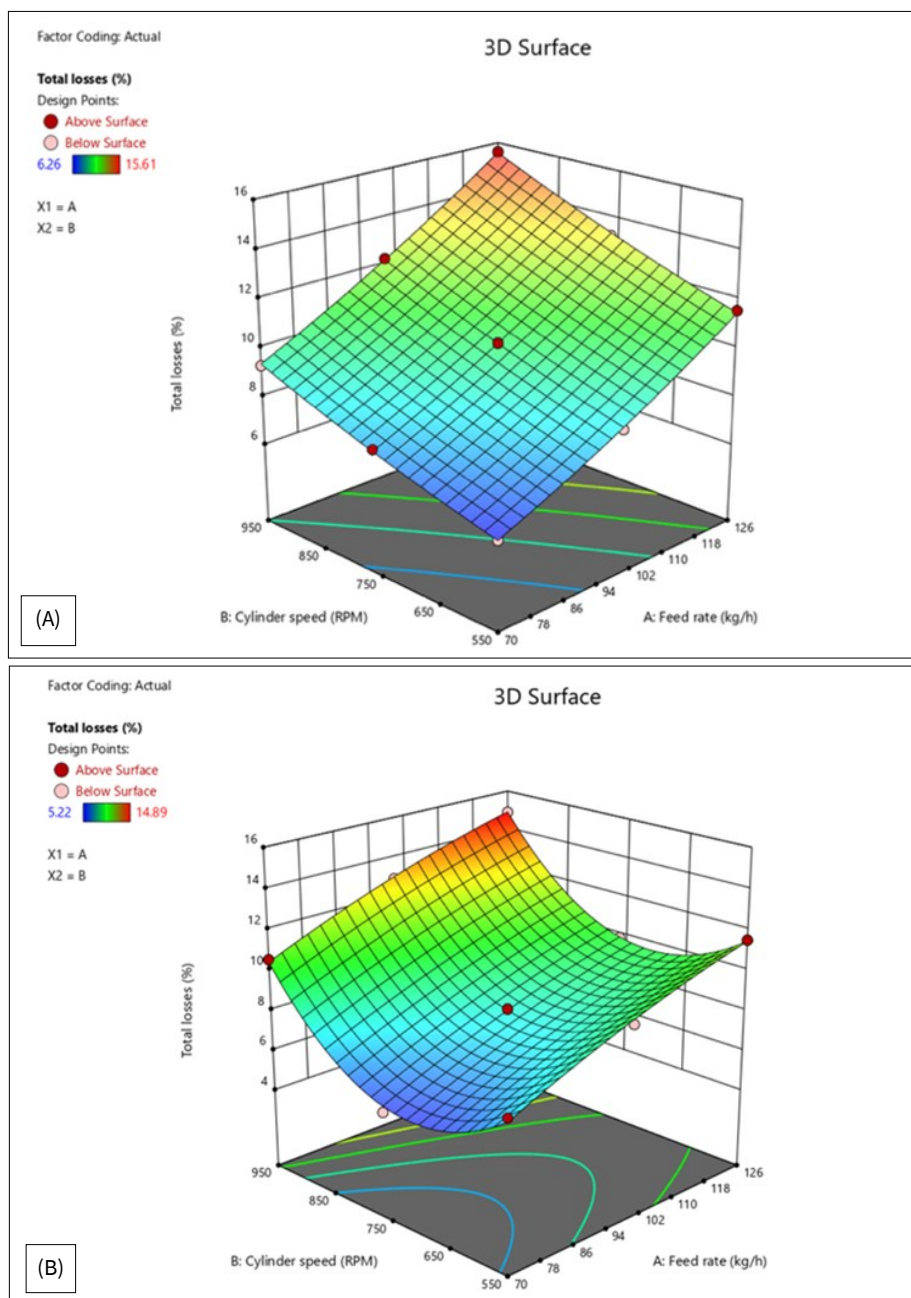 Factor Coding: Actual
3D Surface
Total losses (%)
Design Points:
Above Surface
Below Surface
6.26 15.61
X1 = A
X2 = B
16
14
12
10
8
6
Total losses (%)
950
850
750
650
550
B: Cylinder speed (RPM)
70
78
86
94
102
110
118
126
A: Feed rate (kg/h)
(A)
Factor Coding: Actual
3D Surface
Total losses (%)
Design Points:
Above Surface
Below Surface
5.22 14.89
X1 = A
X2 = B
16
14
12
10
8
6
4
Total losses (%)
950
850
750
650
550
B: Cylinder speed (RPM)
70
78
86
94
102
110
118
126
A: Feed rate (kg/h)
(B)